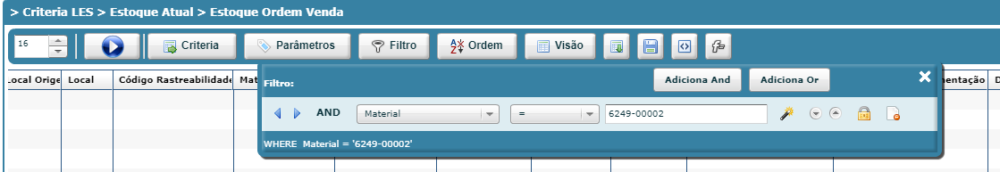 > Criteria LES > Estoque Atual > Estoque Ordem Venda
16 Criteria Parâmetros Filtro A Z Ordem Visão
Local Orige Local Código Rastreabilidade Mat
Filtro: Adiciona And Adiciona Or
entação D
AND Material = 6249-00002
WHERE Material = '6249-00002'